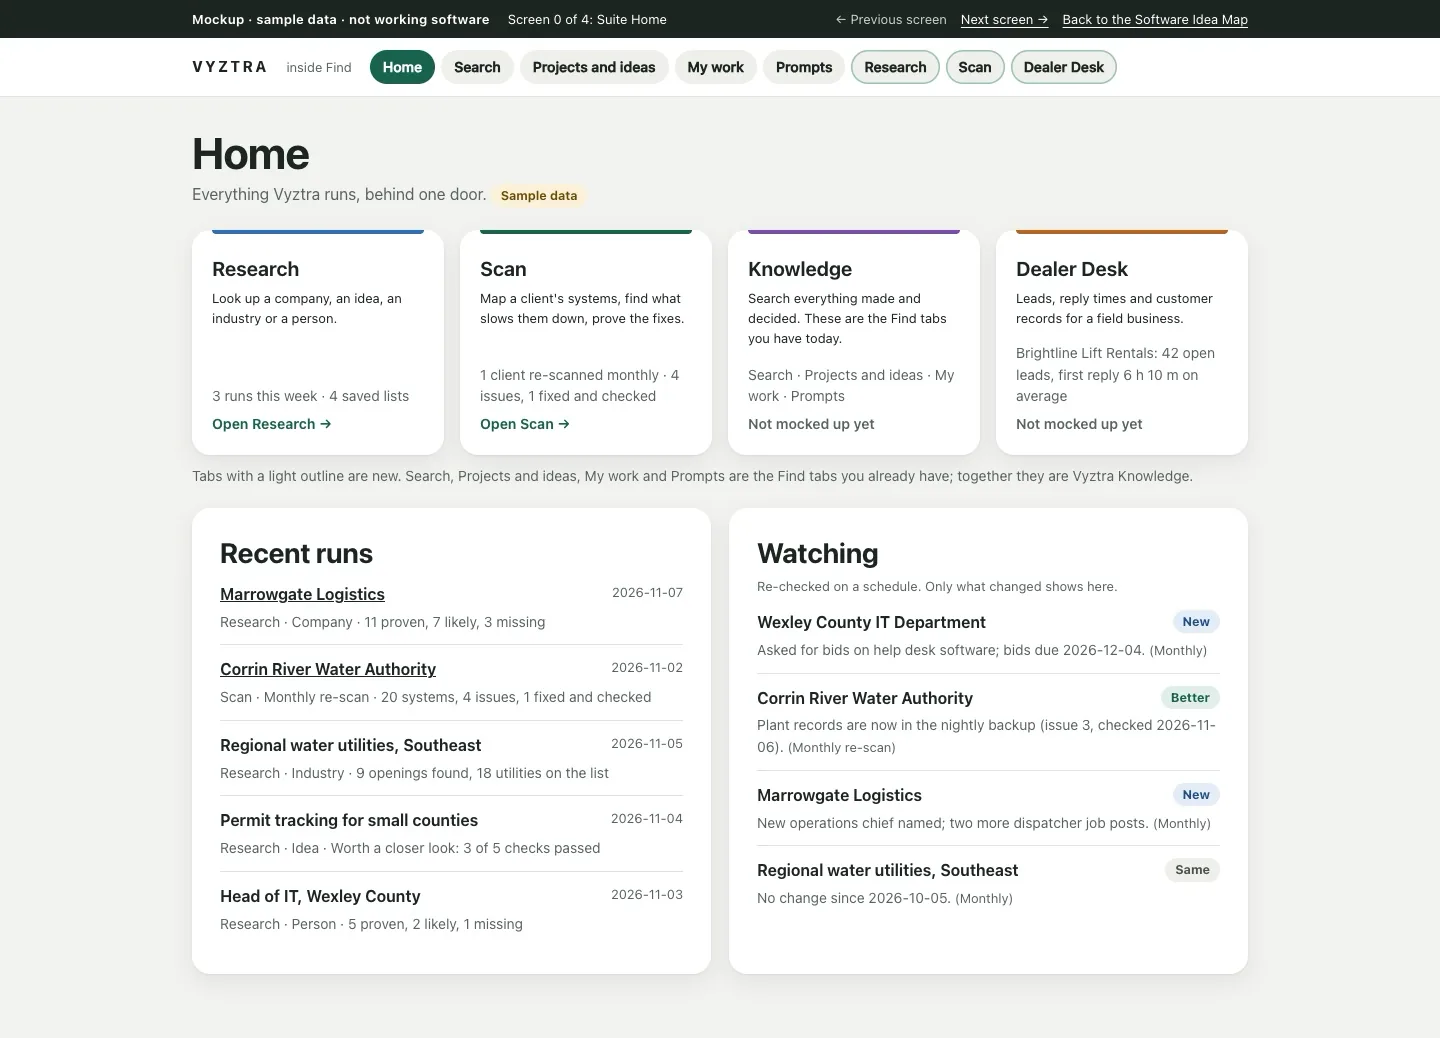 Mockup · sample data · not working software Screen 0 of 4: Suite Home ← Previous screen Next screen → Back to the Software Idea Map
VYZTRA inside Find Home Search Projects and ideas My work Prompts Research Scan Dealer Desk
Home
Everything Vyztra runs, behind one door. Sample data
Research
Look up a company, an idea, an
industry or a person.
3 runs this week · 4 saved lists
Open Research →
Scan
Map a client's systems, find what
slows them down, prove the fixes.
1 client re-scanned monthly · 4
issues, 1 fixed and checked
Open Scan →
Knowledge
Search everything made and
decided. These are the Find tabs
you have today.
Search · Projects and ideas · My
work · Prompts
Not mocked up yet
Dealer Desk
Leads, reply times and customer
records for a field business.
Brightline Lift Rentals: 42 open
leads, first reply 6 h 10 m on
average
Not mocked up yet
Tabs with a light outline are new. Search, Projects and ideas, My work and Prompts are the Find tabs you already have; together they are Vyztra Knowledge.
Recent runs
Marrowgate Logistics 2026-11-07
Research · Company · 11 proven, 7 likely, 3 missing
Corrin River Water Authority 2026-11-02
Scan · Monthly re-scan · 20 systems, 4 issues, 1 fixed and checked
Regional water utilities, Southeast 2026-11-05
Research · Industry · 9 openings found, 18 utilities on the list
Permit tracking for small counties 2026-11-04
Research · Idea · Worth a closer look: 3 of 5 checks passed
Head of IT, Wexley County 2026-11-03
Research · Person · 5 proven, 2 likely, 1 missing
Watching
Re-checked on a schedule. Only what changed shows here.
Wexley County IT Department New
Asked for bids on help desk software; bids due 2026-12-04. (Monthly)
Corrin River Water Authority Better
Plant records are now in the nightly backup (issue 3, checked 2026-11-
06). (Monthly re-scan)
Marrowgate Logistics New
New operations chief named; two more dispatcher job posts. (Monthly)
Regional water utilities, Southeast Same
No change since 2026-10-05. (Monthly)